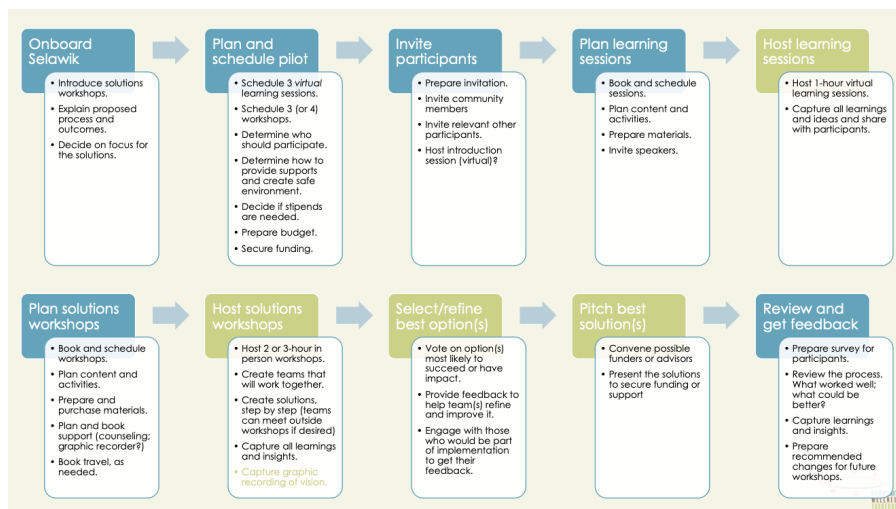 Onboard
Selawik
• Introduce solutions
workshops.
• Explain proposed
process and
outcomes.
• Decide on focus for
the solutions.
Plan and
schedule pilot
• Schedule 3 virtual
learning sessions.
• Schedule 3 (or 4)
workshops.
• Determine who
should participate.
• Determine how to
provide supports
and create safe
environment.
• Decide if stipends
are needed.
• Prepare budget.
• Secure funding.
Invite
participants
• Prepare invitation.
• Invite community
members
• Invite relevant other
participants.
• Host introduction
session (virtual)?
Plan learning
sessions
• Book and schedule
sessions.
• Plan content and
activities.
• Prepare materials.
• Invite speakers.
Host learning
sessions
• Host 1-hour virtual
learning sessions.
• Capture all learnings
and ideas and share
with participants.
Plan solutions
workshops
• Book and schedule
workshops.
• Plan content and
activities.
• Prepare and
purchase materials.
• Plan and book
support (counseling;
graphic recorder?)
• Book travel, as
needed.
Host solutions
workshops
• Host 2 or 3-hour in
person workshops.
• Create teams that
will work together.
• Create solutions,
step by step (teams
can meet outside
workshops if desired)
• Capture all learnings
and insights.
• Capture graphic
recording of vision.
Select/refine
best option(s)
• Vote on option(s)
most likely to
succeed or have
impact.
• Provide feedback to
help team(s) refine
and improve it.
• Engage with those
who would be part
of implementation
to get their
feedback.
Pitch best
solution(s)
• Convene possible
funders or advisors
• Present the solutions
to secure funding or
support
Review and
get feedback
• Prepare survey for
participants.
• Review the process.
What worked well;
what could be
better?
• Capture learnings
and insights.
• Prepare
recommended
changes for future
workshops.